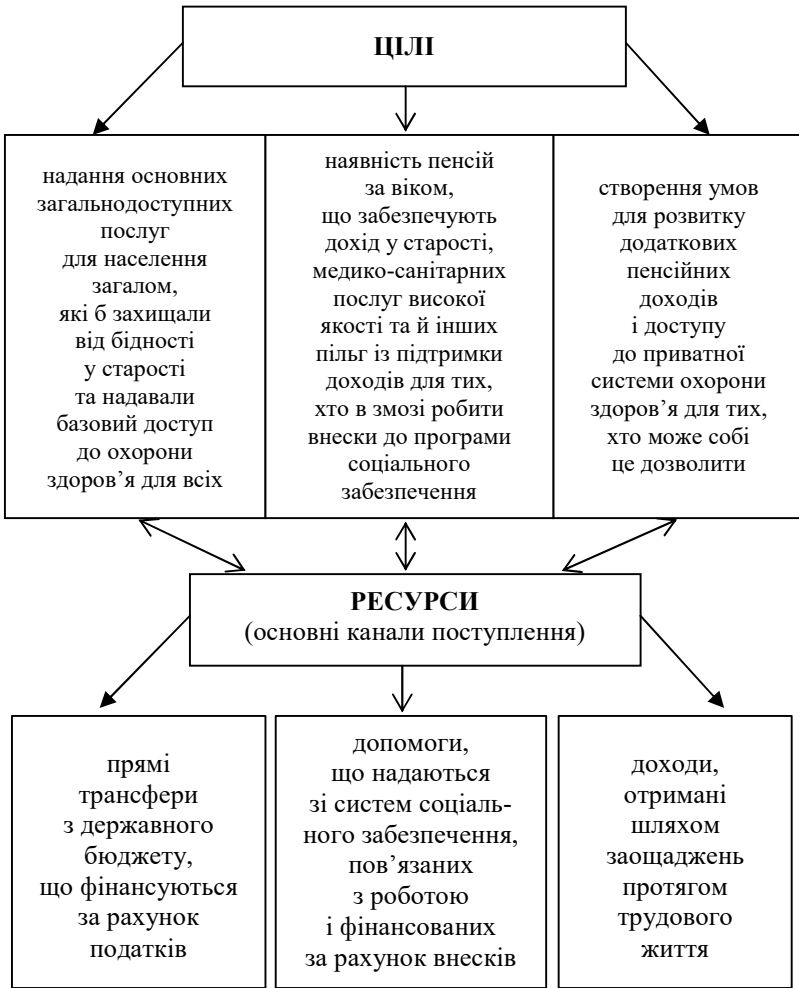 ЦІЛІ
надання основних
загальнодоступних
послуг
для населення
загалом,
які б захищали
від бідності
у старості
та надавали
базовий доступ
до охорони
здоров’я для всіх
наявність пенсій
за віком,
що забезпечують
дохід у старості,
медико-санітарних
послуг високої
якості та й інших
пільг із підтримки
доходів для тих,
хто в змозі робити
внески до програми
соціального
забезпечення
створення умов
для розвитку
додаткових
пенсійних
доходів
і доступу
до приватної
системи охорони
здоров’я для тих,
хто може собі
це дозволити
РЕСУРСИ
(основні канали поступлення)
прямі
трансфери
з державного
бюджету,
що фінансуються
за рахунок
податків
допомоги,
що надаються
зі систем соціаль-
ного забезпечення,
пов’язаних
з роботою
і фінансованих
за рахунок внесків
доходи,
отримані
шляхом
заощаджень
протягом
трудового
життя